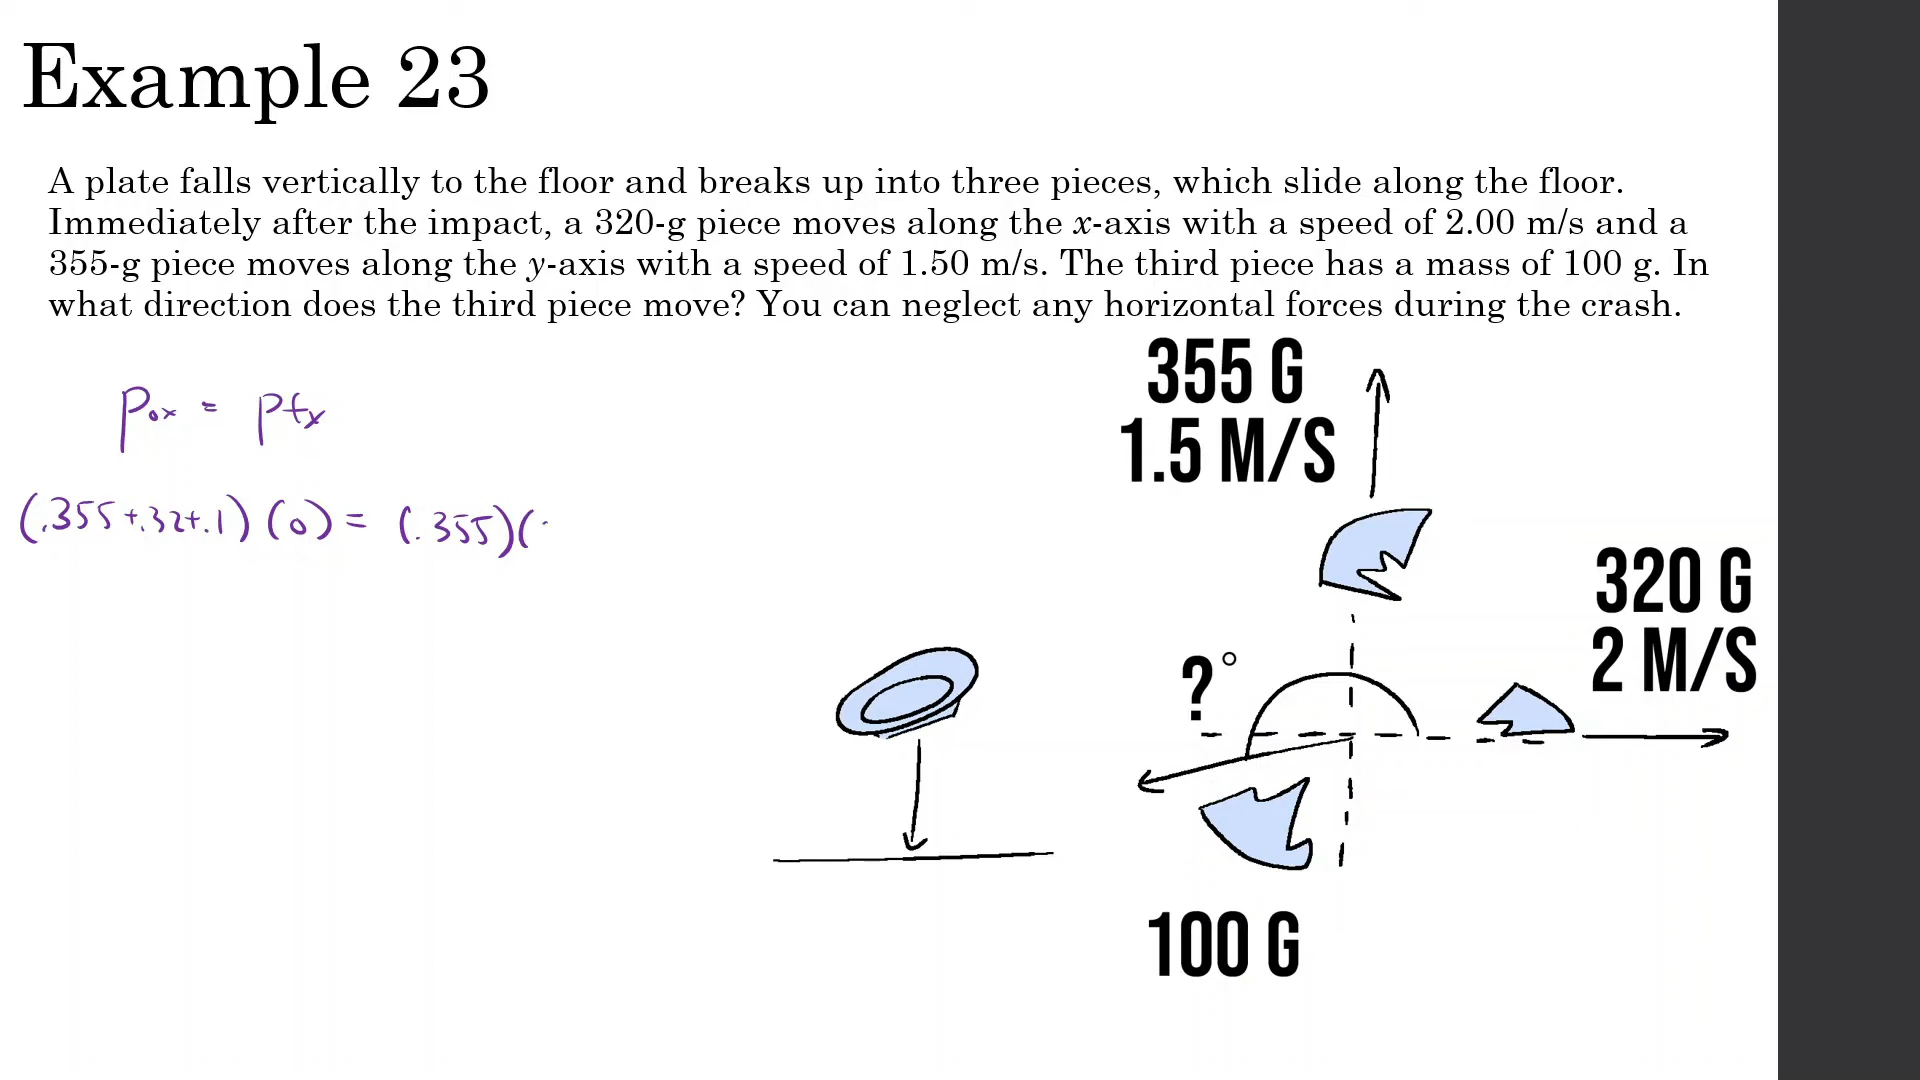 Example 23
A plate falls vertically to the floor and breaks up into three pieces, which slide along the floor.
Immediately after the impact, a 320-g piece moves along the x-axis with a speed of 2.00 m/s and a
355-g piece moves along the y-axis with a speed of 1.50 m/s. The third piece has a mass of 100 g. In
what direction does the third piece move? You can neglect any horizontal forces during the crash.
Pox = Pfx
(.355+.32+.1)(0) = (.355)(
355 G
1.5 M/S
320 G
2 M/S
?°
100 G